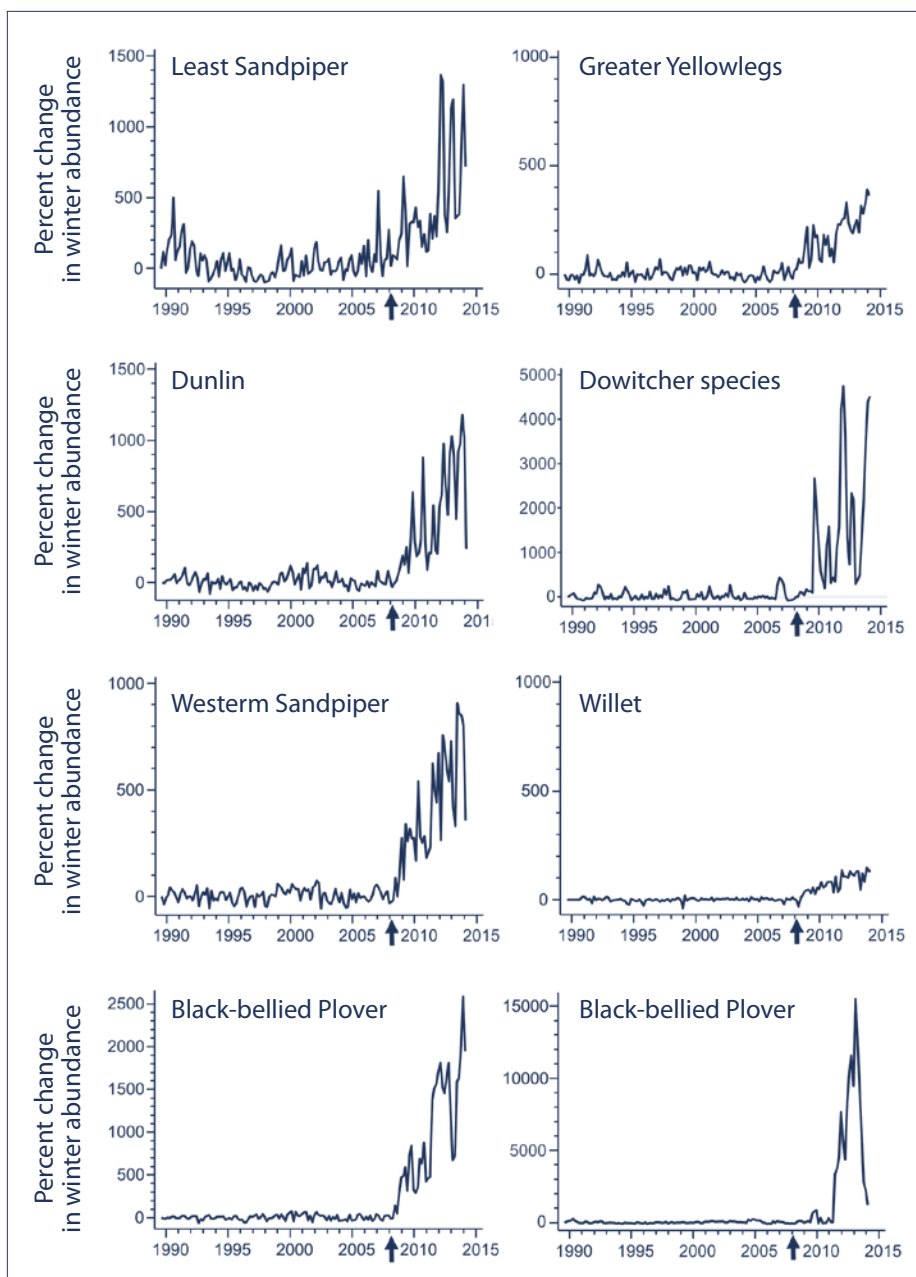 Percent change
in winter abundance
Least Sandpiper
1500
1000
500
0
1990 1995 2000 2005 2010 2015
Greater Yellowlegs
1000
500
0
1990 1995 2000 2005 2010 2015
Percent change
in winter abundance
Dunlin
1500
1000
500
0
1990 1995 2000 2005 2010 201
Dowitcher species
5000
4000
3000
2000
1000
0
1990 1995 2000 2005 2010 2015
Percent change
in winter abundance
Westerm Sandpiper
1000
500
0
1990 1995 2000 2005 2010 2015
Willet
1000
500
0
1990 1995 2000 2005 2010 2015
Percent change
in winter abundance
Black-bellied Plover
2500
2000
1500
1000
500
0
1990 1995 2000 2005 2010 2015
Black-bellied Plover
15000
10000
5000
0
1990 1995 2000 2005 2010 2015